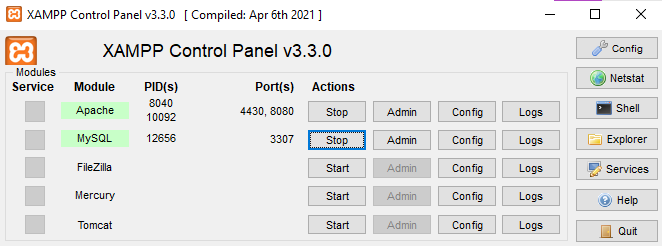 XAMPP Control Panel v3.3.0 [ Compiled: Apr 6th 2021 ]
XAMPP Control Panel v3.3.0
Config
Modules
Service Module PID(s) Port(s) Actions
Netstat
Apache 8040 10092 4430, 8080 Stop Admin Config Logs
Shell
MySQL 12656 3307 Stop Admin Config Logs
Explorer
FileZilla Start Admin Config Logs
Services
Mercury Start Admin Config Logs
Help
Tomcat Start Admin Config Logs
Quit